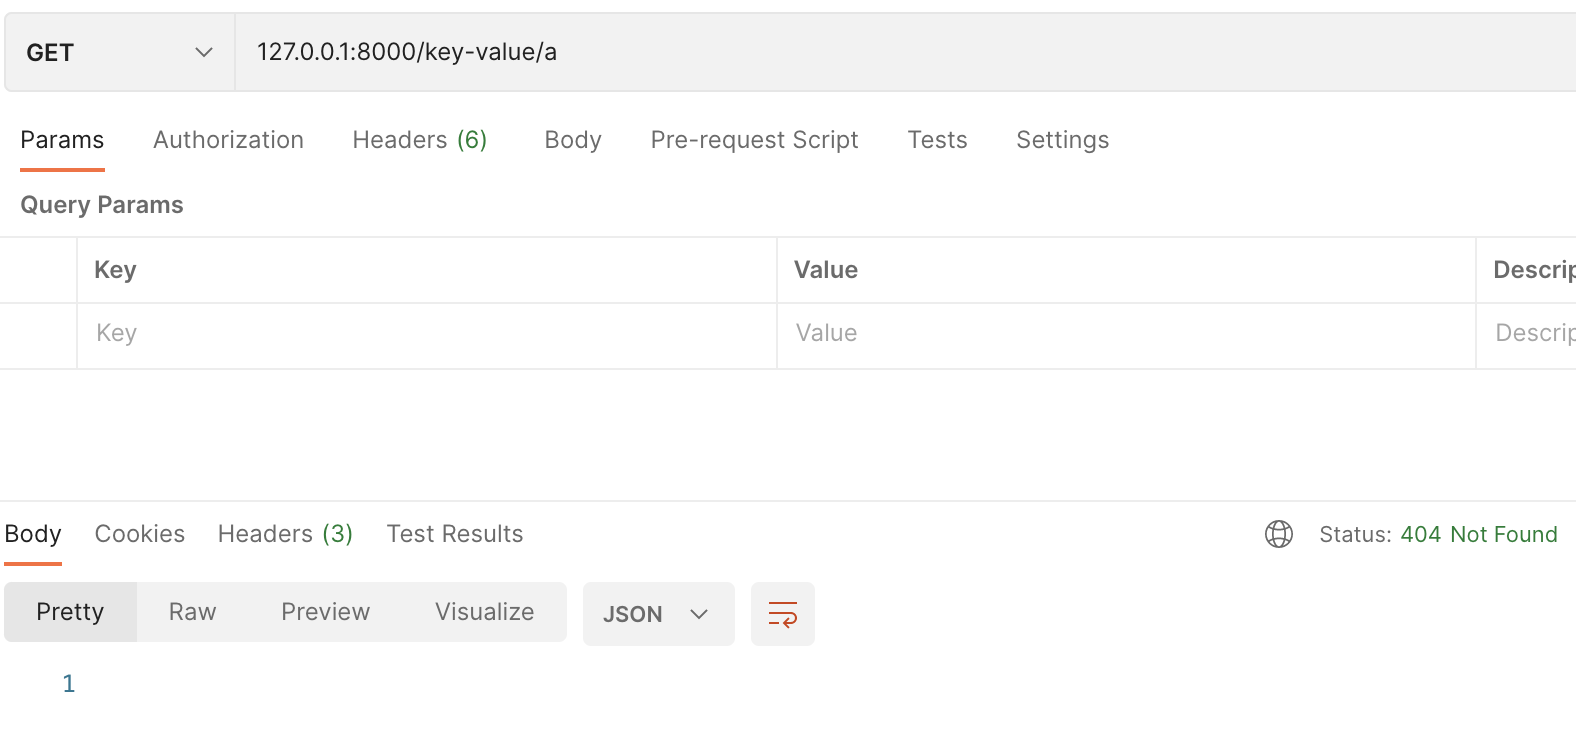 GET 127.0.0.1:8000/key-value/a
Params Authorization Headers (6) Body Pre-request Script Tests Settings
Query Params
Key Value Descrip
Key Value Descrip
Body Cookies Headers (3) Test Results Status: 404 Not Found
Pretty Raw Preview Visualize JSON
1